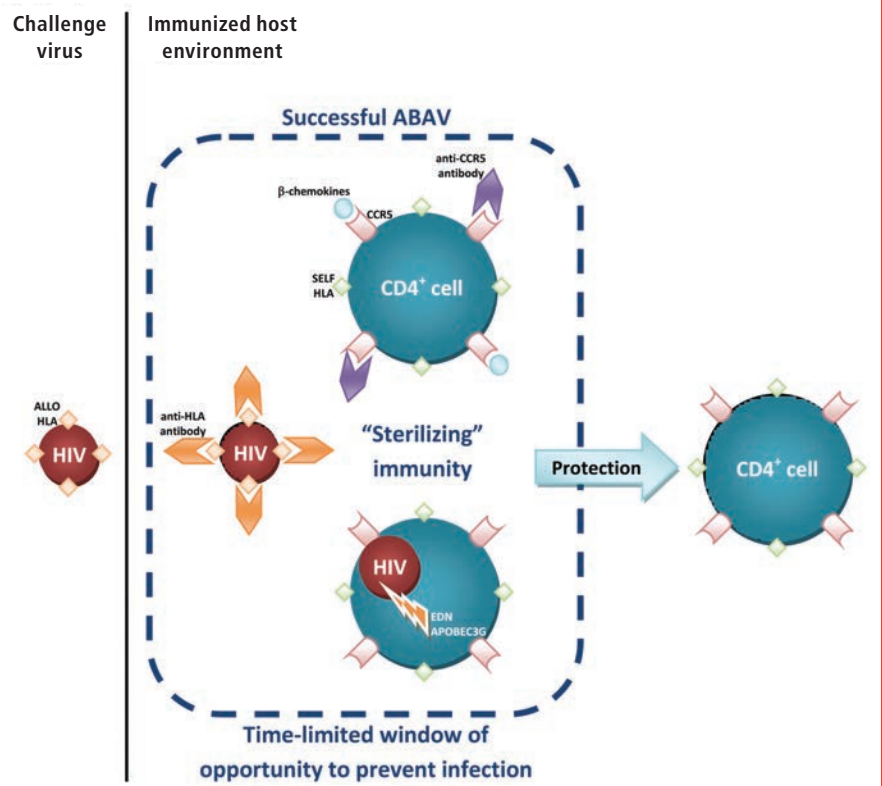 Challenge
virus
Immunized host
environment
Successful ABAV
anti-CCR5
antibody
β-chemokines
CCR5
SELF
HLA
CD4⁺ cell
ALLO
HLA
HIV
anti-HLA
antibody
HIV
“Sterilizing”
immunity
Protection
CD4⁺ cell
HIV
EDN
APOBEC3G
Time-limited window of
opportunity to prevent infection